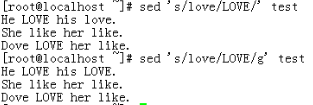 [root@localhost ~]# sed 's/love/LOVE/' test
He LOVE his love.
She like her like.
Dove LOVE her like.
[root@localhost ~]# sed 's/love/LOVE/g' test
He LOVE his LOVE.
She like her like.
Dove LOVE her like.